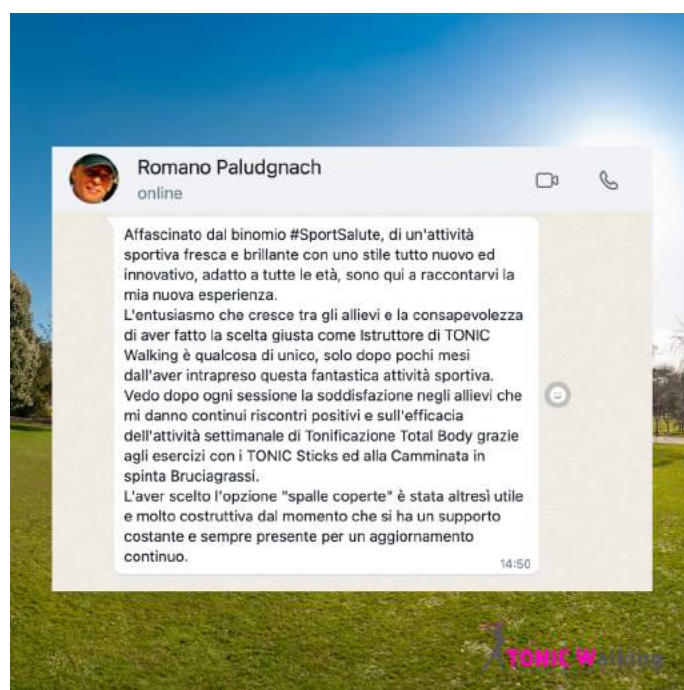 Romano Paludgnach
online
Affascinato dal binomio #SportSalute, di un'attività
sportiva fresca e brillante con uno stile tutto nuovo ed
innovativo, adatto a tutte le età, sono qui a raccontarvi la
mia nuova esperienza.
L'entusiasmo che cresce tra gli allievi e la consapevolezza
di aver fatto la scelta giusta come Istruttore di TONIC
Walking è qualcosa di unico, solo dopo pochi mesi
dall'aver intrapreso questa fantastica attività sportiva.
Vedo dopo ogni sessione la soddisfazione negli allievi che
mi danno continui riscontri positivi e sull'efficacia
dell'attività settimanale di Tonificazione Total Body grazie
agli esercizi con i TONIC Sticks ed alla Camminata in
spinta Bruciagrassi.
L'aver scelto l'opzione "spalle coperte" è stata altresì utile
e molto costruttiva dal momento che si ha un supporto
costante e sempre presente per un aggiornamento
continuo.
14:50
TONIC Walking